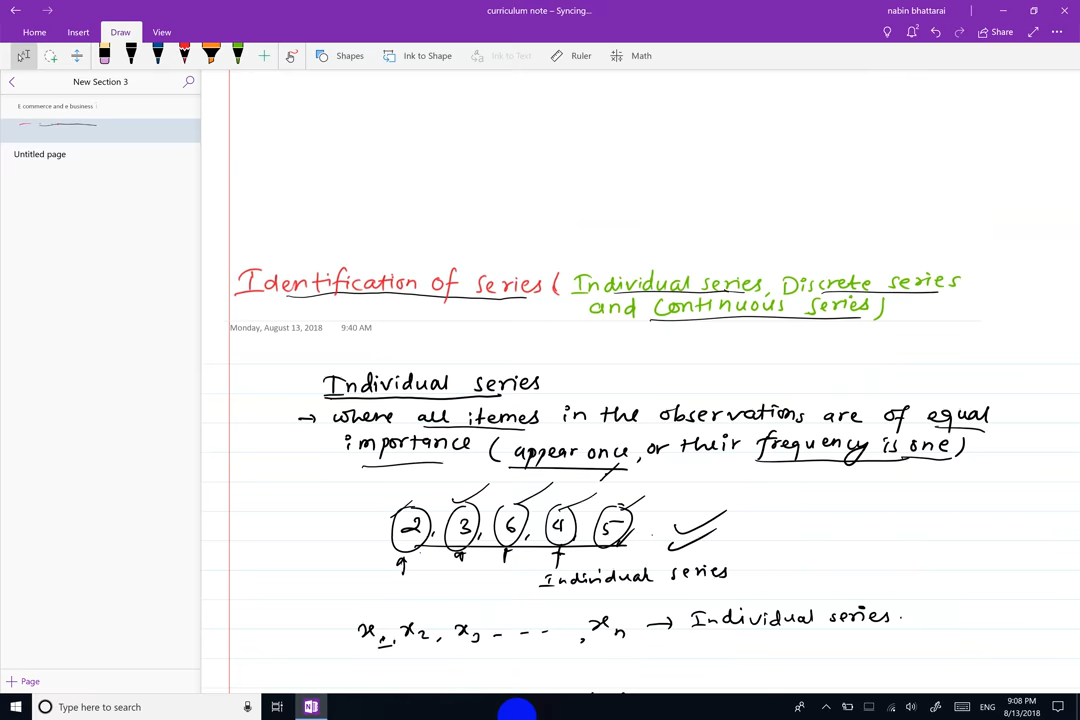 curriculum note – Syncing...
nabin bhattarai
Home Insert Draw View
Share
Shapes Ink to Shape Ink to Text Ruler Math
New Section 3
E commerce and e business
Untitled page
Identification of series ( Individual series, Discrete series
and Continuous series)
Monday, August 13, 2018 9:40 AM
Individual series
→ where all itemes in the observations are of equal
importance (appear once, or their frequency is one)
2, 3, 6, 4 5
Individual series
x1, x2, x3 - - - - , xn → Individual series.
+ Page
Type here to search
ENG
9:08 PM
8/13/2018